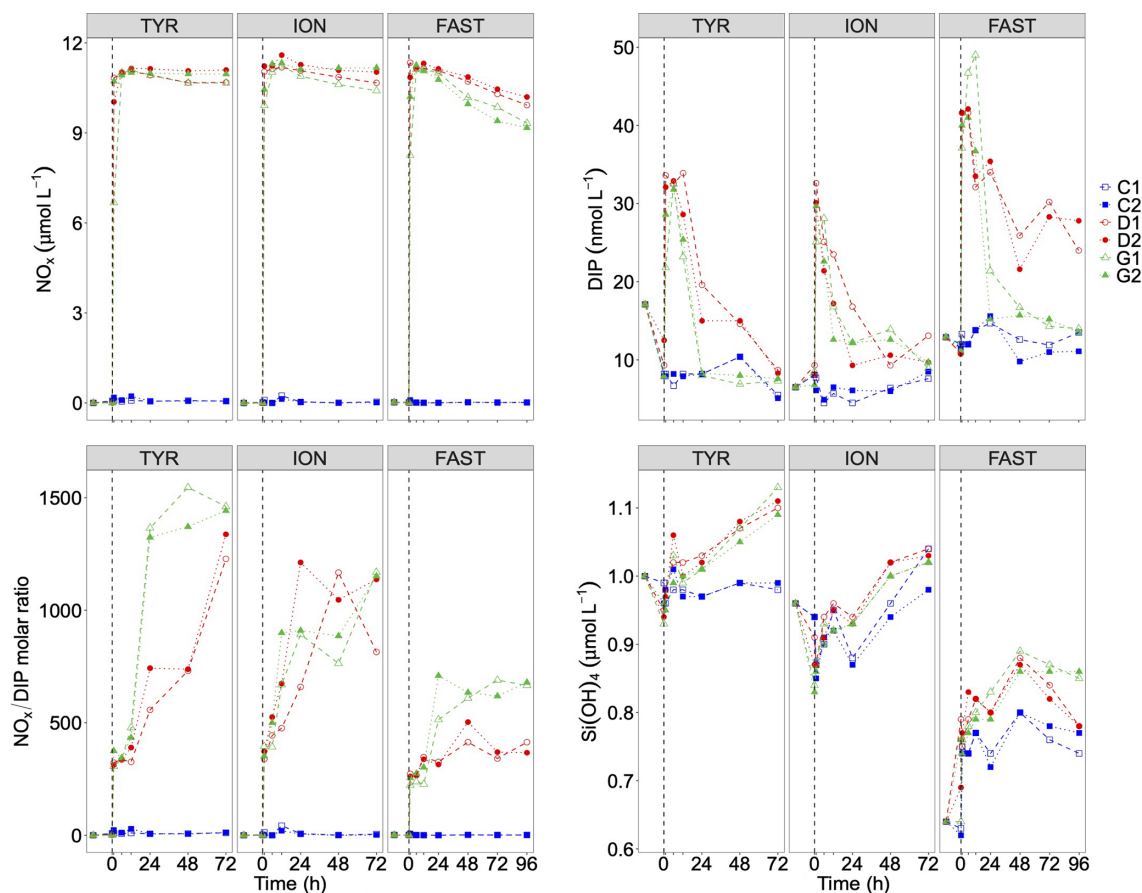 TYR ION FAST
12
9
6
3
0
NOₓ (µmol L⁻¹)
TYR ION FAST
50
40
30
20
10
DIP (nmol L⁻¹)
C1
C2
D1
D2
G1
G2
TYR ION FAST
1500
1000
500
0
NOₓ/DIP molar ratio
0 24 48 72 0 24 48 72 0 24 48 72 96
Time (h)
TYR ION FAST
1.1
1.0
0.9
0.8
0.7
0.6
Si(OH)₄ (µmol L⁻¹)
0 24 48 72 0 24 48 72 0 24 48 72 96
Time (h)